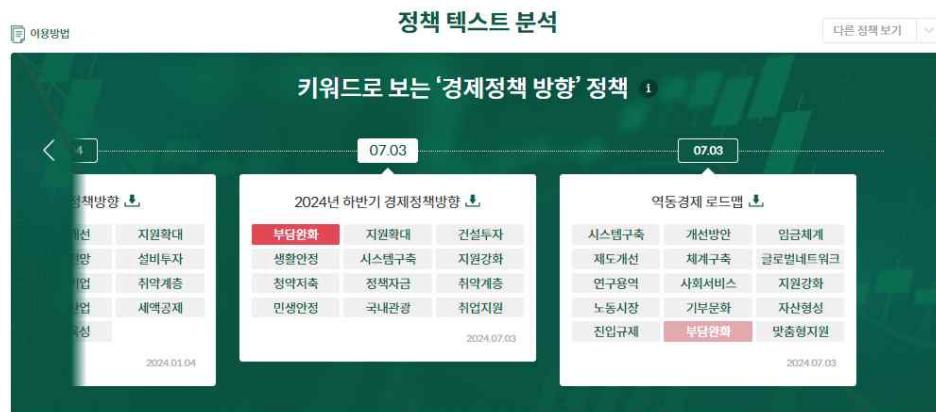 이용방법
정책 텍스트 분석
다른 정책 보기
키워드로 보는 ‘경제정책 방향’ 정책 i
4 07.03 07.03
정책방향
지원확대
설비투자
취약계층
세액공제
2024.01.04
2024년 하반기 경제정책방향
부담완화 지원확대 건설투자
생활안정 시스템구축 지원강화
청약저축 정책자금 취약계층
민생안정 국내관광 취업지원
2024.07.03
역동경제 로드맵
시스템구축 개선방안 임금체계
제도개선 체계구축 글로벌네트워크
연구용역 사회서비스 지원강화
노동시장 기부문화 자산형성
진입규제 부담완화 맞춤형지원
2024.07.03